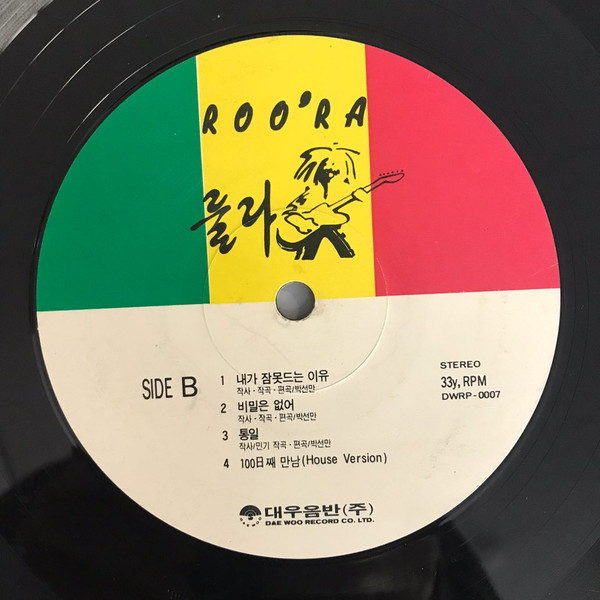 ROO'RA
룰라
SIDE B
1 내가 잠못드는 이유
작사·작곡·편곡/박선만
2 비밀은 없어
작사·작곡·편곡/박선만
3 통일
작사/민기 작곡·편곡/박선만
4 100日째 만남(House Version)
STEREO
33⅓, RPM
DWRP-0007
대우음반(주)
DAE WOO RECORD CO. LTD.